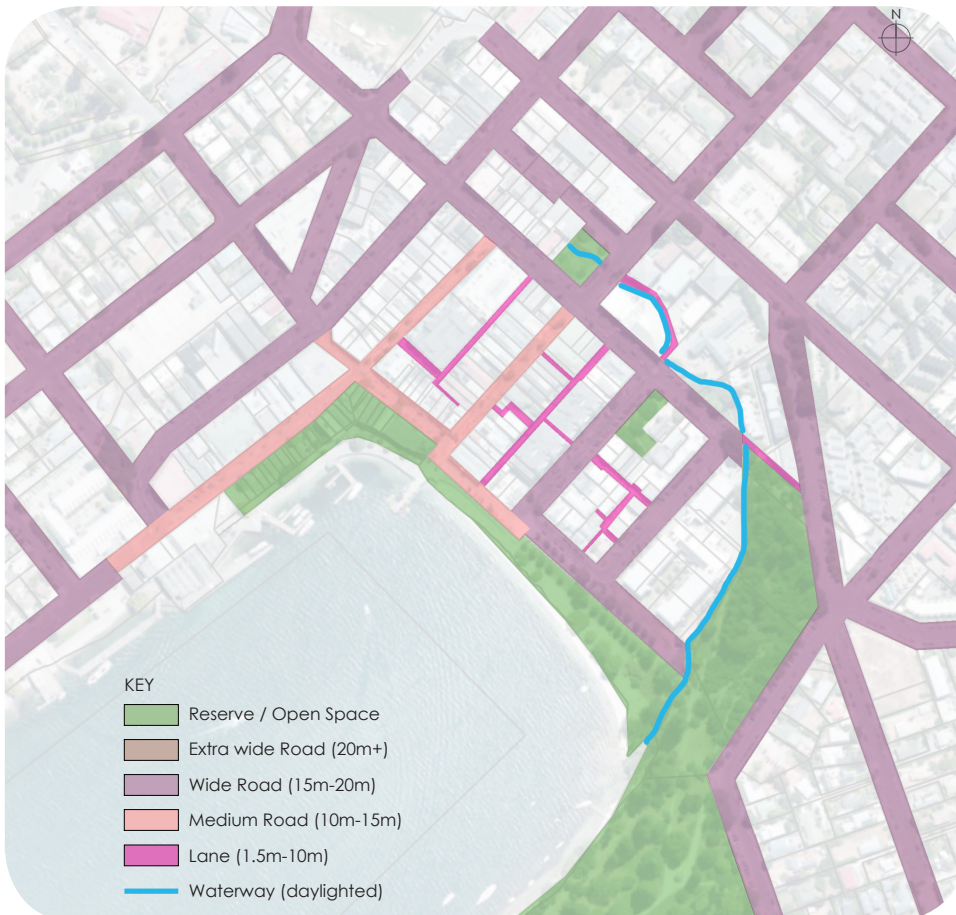 N
KEY
Reserve / Open Space
Extra wide Road (20m+)
Wide Road (15m-20m)
Medium Road (10m-15m)
Lane (1.5m-10m)
Waterway (daylighted)